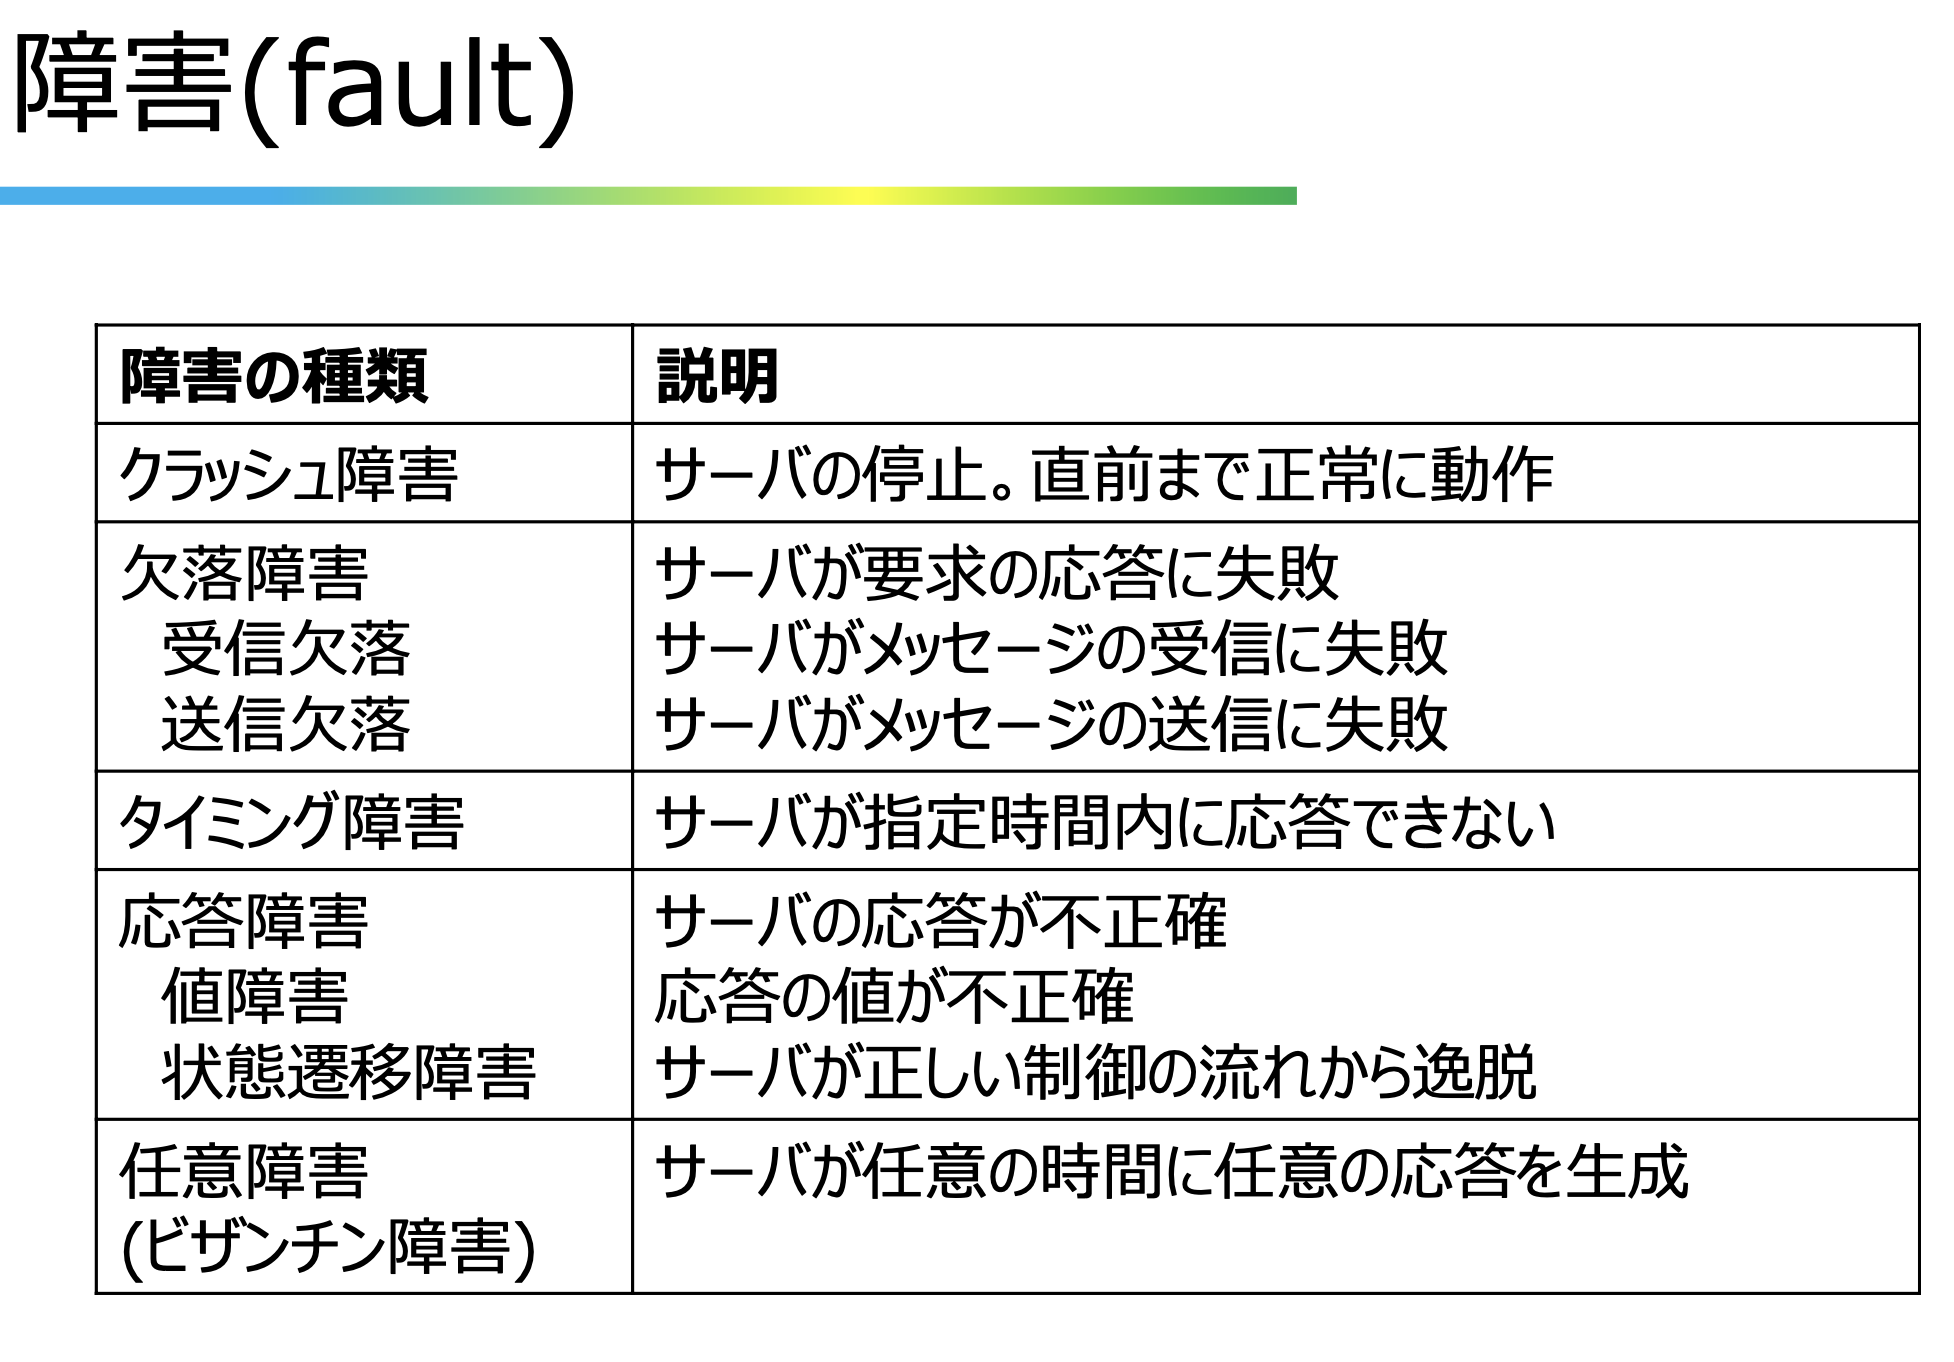 障害(fault)
障害の種類 説明
クラッシュ障害 サーバの停止。直前まで正常に動作
欠落障害 サーバが要求の応答に失敗
受信欠落 サーバがメッセージの受信に失敗
送信欠落 サーバがメッセージの送信に失敗
タイミング障害 サーバが指定時間内に応答できない
応答障害 サーバの応答が不正確
値障害 応答の値が不正確
状態遷移障害 サーバが正しい制御の流れから逸脱
任意障害 サーバが任意の時間に任意の応答を生成
(ビザンチン障害)